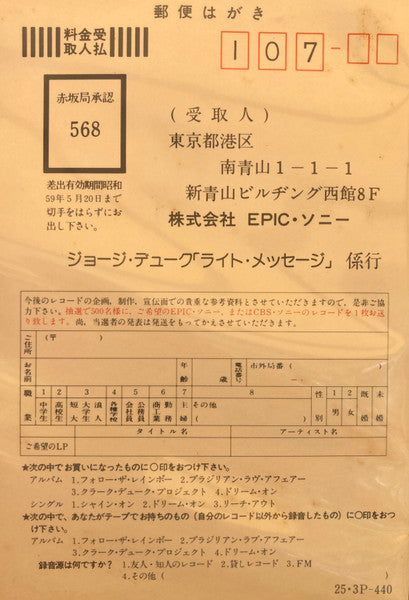 郵便はがき
料金受
取人払
107-
赤坂局承認
568
差出有効期間昭和
59年5月20日まで
切手をはらずにお
出し下さい。
(受取人)
東京都港区
南青山1-1-1
新青山ビルヂング西館8F
株式会社 EPIC・ソニー
ジョージ・デューク「ライト・メッセージ」係行
今後のレコードの企画、制作、宣伝面での貴重な参考資料とさせていただきますので、是非ご協
力下さい。抽選で500名様に、ご希望のEPIC・ソニー、またはCBS・ソニーのレコードを1枚お送
り致します。尚、当選者の発表は発送をもってかえさせていただきます。
ご住所 (〒 )
お名前 年齢 歳 電話番号 市外局番( ) ー
職業 1 中学生 2 高校生 3 短大 大学生 浪人 4 各種学校 5 会社員 公務員 6 商工業 勤務 7 主婦 8 その他( ) 性別 1 男 2 女 未婚 既婚
ご希望のLP タイトル名 アーティスト名
★次の中でお買いになったものに○印をおつけ下さい。
アルバム 1.フォロー・ザ・レインボー 2.ブラジリアン・ラヴ・アフェアー
3.クラーク・デューク・プロジェクト 4.ドリーム・オン
シングル 1.シャイン・オン 2.ドリーム・オン 3.リーチ・アウト
★次の中で、あなたがテープでお持ちのもの(自分のレコード以外から録音したもの)に○印をおつ
け下さい。
アルバム 1.フォロー・ザ・レインボー 2.ブラジリアン・ラブ・アフェアー
3.クラーク・デューク・プロジェクト 4.ドリーム・オン
録音源は何ですか? 1.友人・知人のレコード 2.貸しレコード 3.FM
4.その他( )
25・3P-440